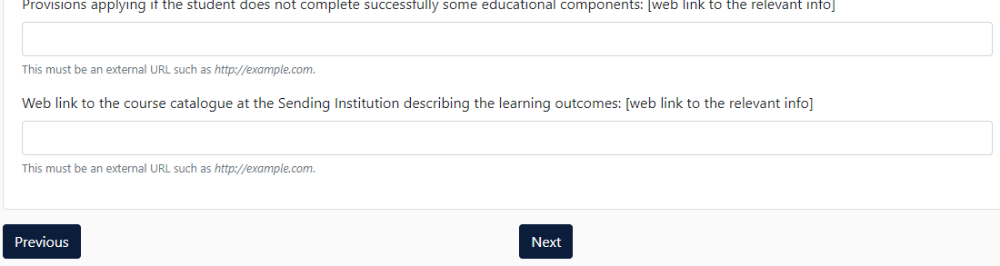 Provisions applying if the student does not complete successfully some educational components: [web link to the relevant info]
This must be an external URL such as http://example.com.
Web link to the course catalogue at the Sending Institution describing the learning outcomes: [web link to the relevant info]
This must be an external URL such as http://example.com.
Previous
Next